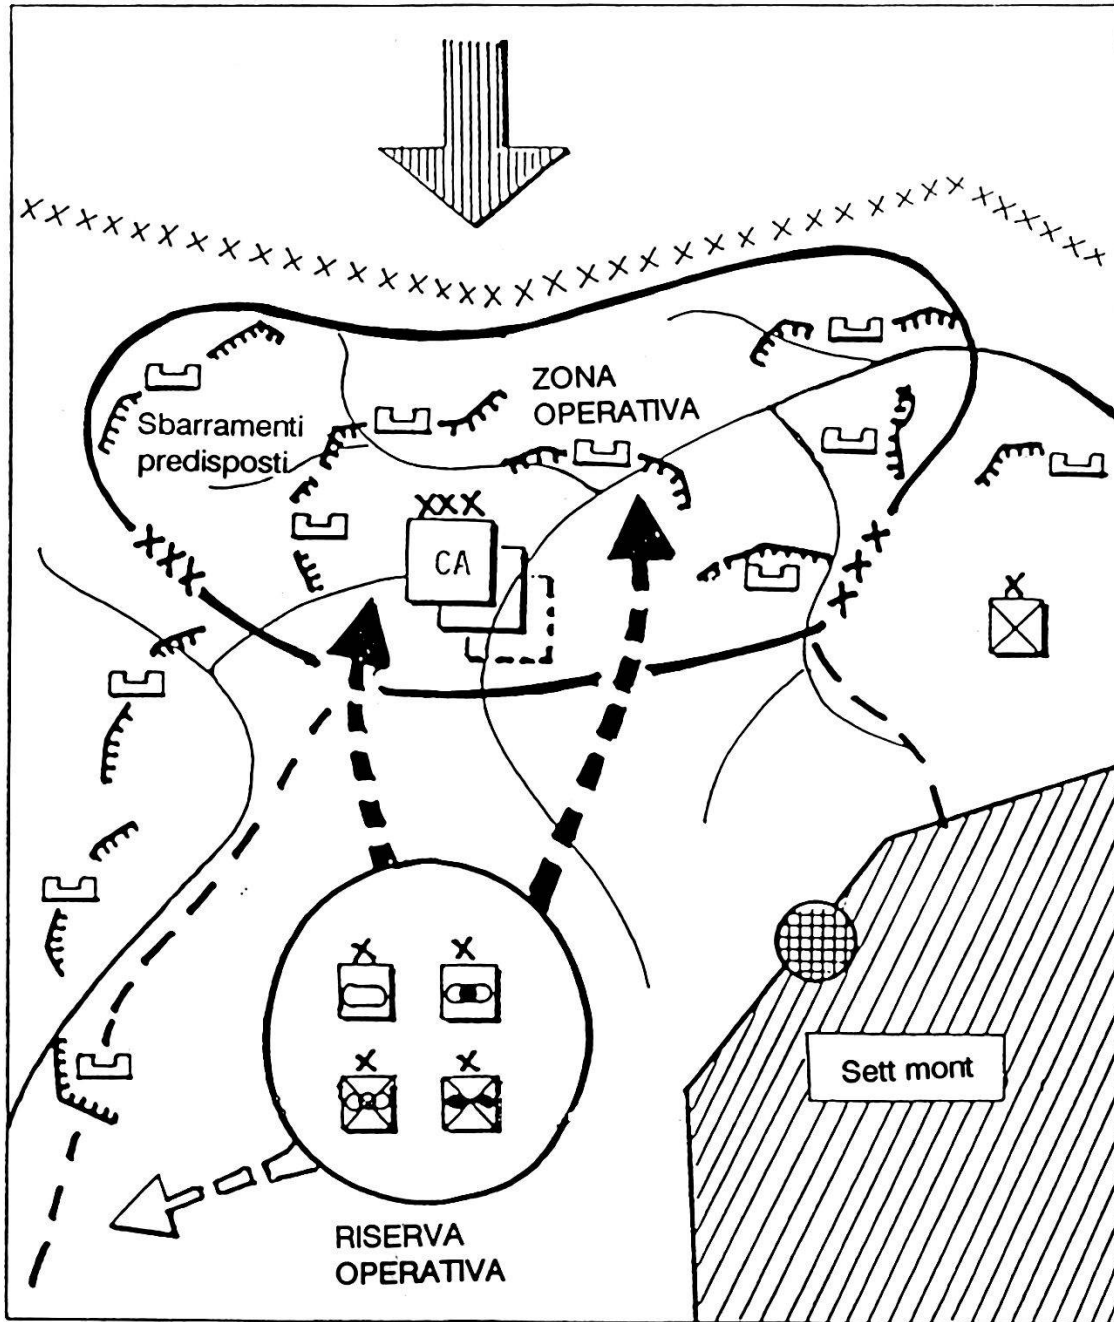 ZONA
OPERATIVA
Sbarramenti
predisposti
XXX
CA
XXX
XXX
X
X
X
X
X
Sett mont
RISERVA
OPERATIVA